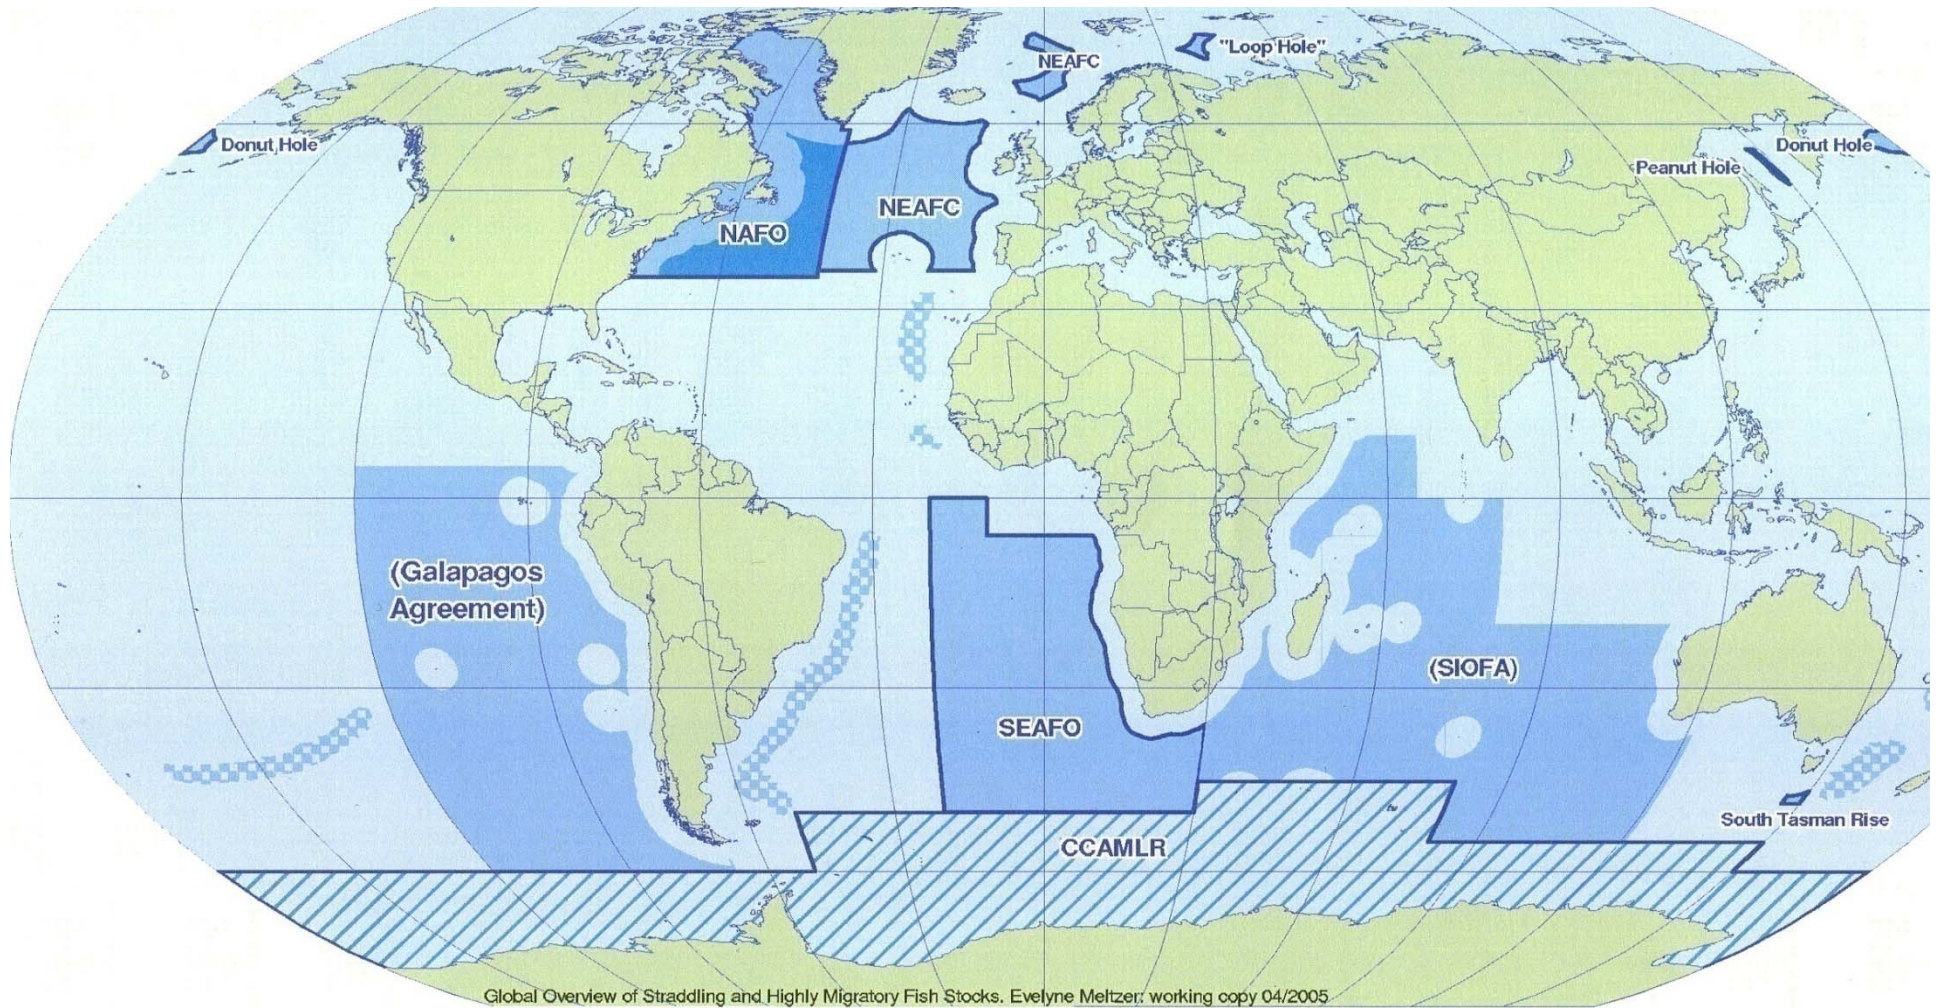 NEAFC
"Loop Hole"
Donut Hole
Donut Hole
Peanut Hole
NEAFC
NAFO
(Galapagos
Agreement)
(SIOFA)
SEAFO
South Tasman Rise
CCAMLR
Global Overview of Straddling and Highly Migratory Fish Stocks. Evelyne Meltzer: working copy 04/2005